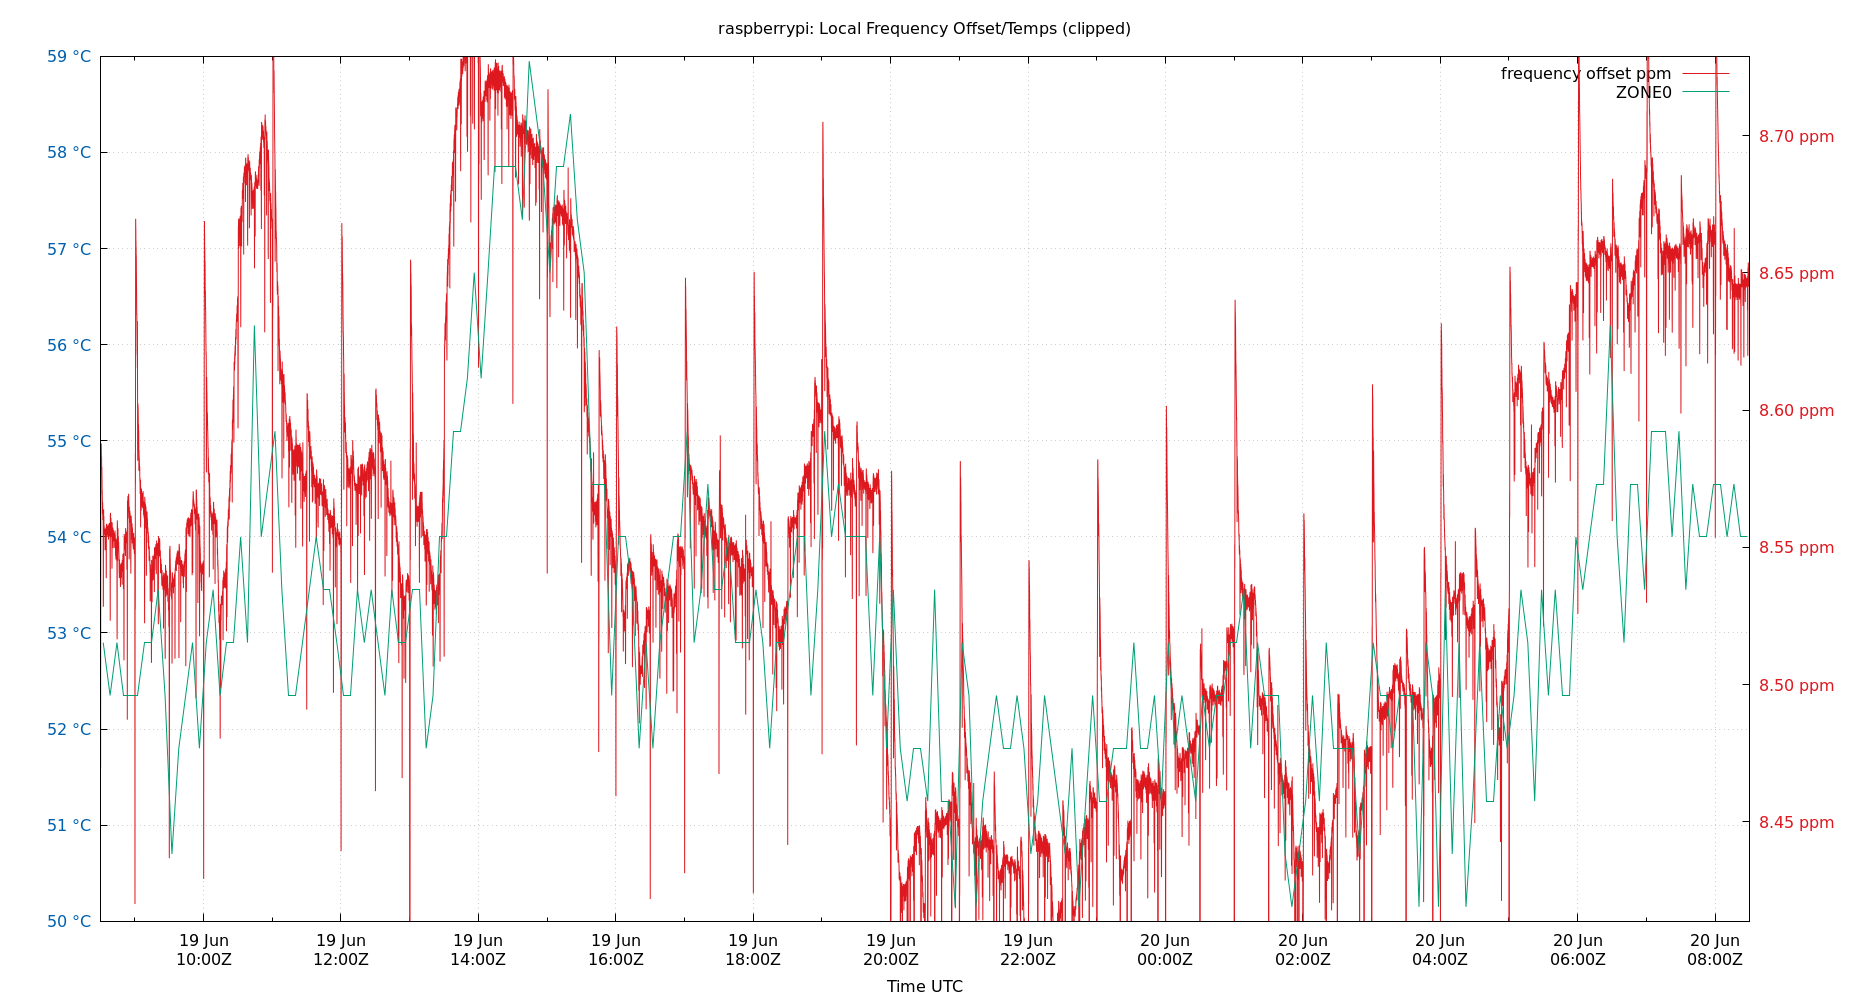 raspberrypi: Local Frequency Offset/Temps (clipped)
59 °C
58 °C
57 °C
56 °C
55 °C
54 °C
53 °C
52 °C
51 °C
50 °C
frequency offset ppm
ZONE0
8.70 ppm
8.65 ppm
8.60 ppm
8.55 ppm
8.50 ppm
8.45 ppm
19 Jun 19 Jun 19 Jun 19 Jun 19 Jun 19 Jun 19 Jun 20 Jun 20 Jun 20 Jun 20 Jun 20 Jun
10:00Z 12:00Z 14:00Z 16:00Z 18:00Z 20:00Z 22:00Z 00:00Z 02:00Z 04:00Z 06:00Z 08:00Z
Time UTC